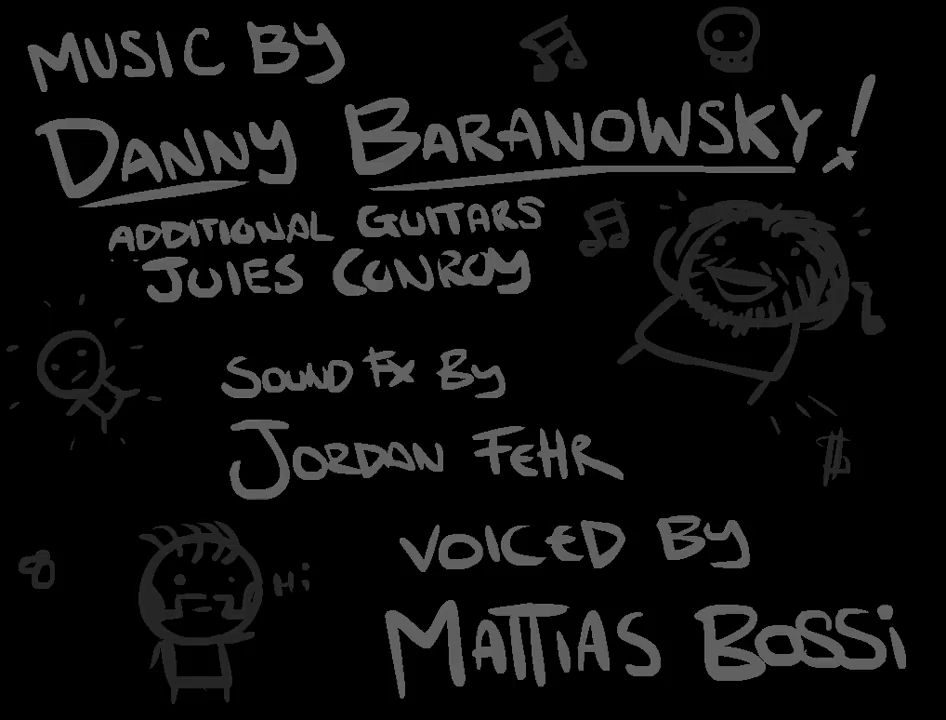 MUSIC BY
DANNY BARANOWSKY!
ADDITIONAL GUITARS
JULES CONROY
SOUND FX BY
JORDAN FEHR
Hi
VOICED BY
MATTIAS BOSSI